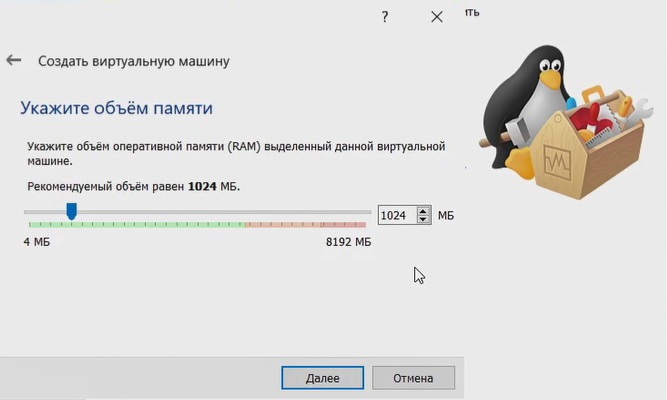 ?
ить
Создать виртуальную машину
Укажите объём памяти
Укажите объём оперативной памяти (RAM) выделенный данной виртуальной
машине.
Рекомендуемый объём равен 1024 МБ.
1024 МБ
4 МБ 8192 МБ
Далее Отмена